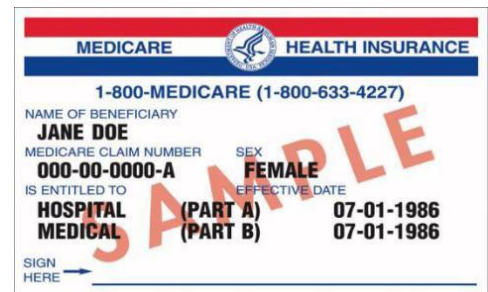 MEDICARE HEALTH INSURANCE
1-800-MEDICARE (1-800-633-4227)
NAME OF BENEFICIARY
JANE DOE
MEDICARE CLAIM NUMBER SEX
000-00-0000-A FEMALE
IS ENTITLED TO EFFECTIVE DATE
HOSPITAL (PART A) 07-01-1986
MEDICAL (PART B) 07-01-1986
SIGN
HERE
SAMPLE